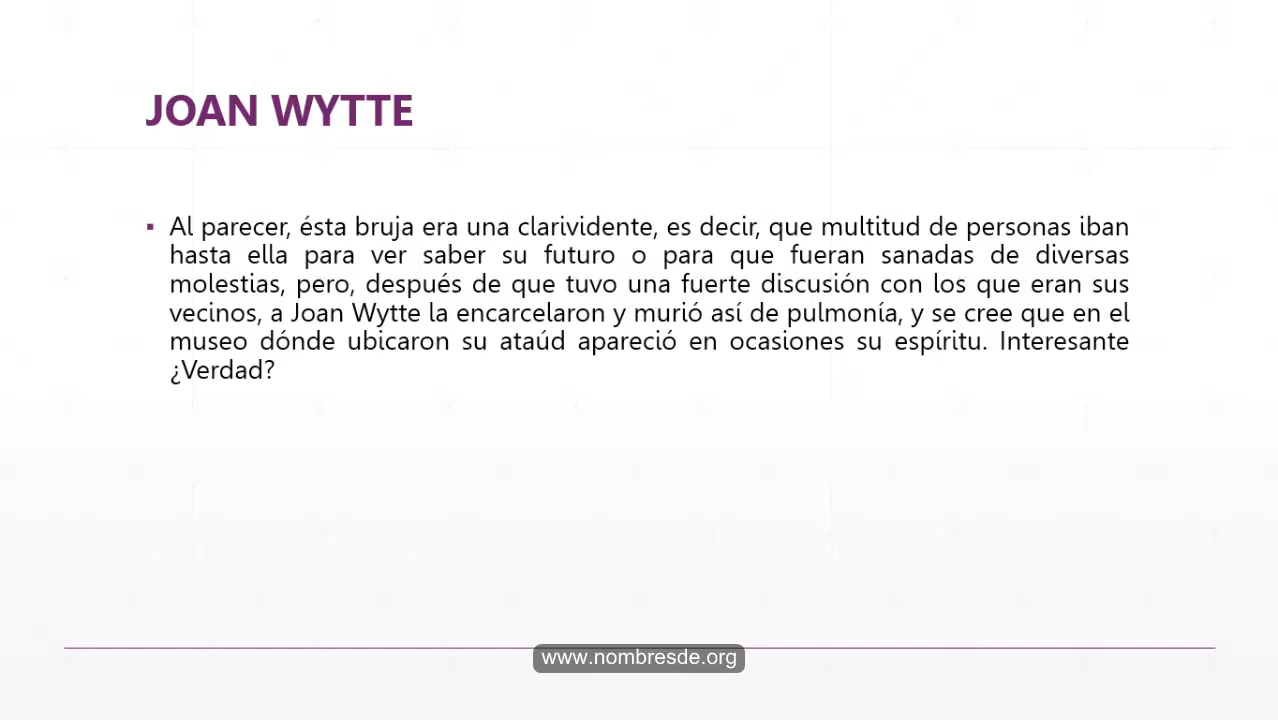 JOAN WYTTE
▪ Al parecer, ésta bruja era una clarividente, es decir, que multitud de personas iban
hasta ella para ver saber su futuro o para que fueran sanadas de diversas
molestias, pero, después de que tuvo una fuerte discusión con los que eran sus
vecinos, a Joan Wytte la encarcelaron y murió así de pulmonía, y se cree que en el
museo dónde ubicaron su ataúd apareció en ocasiones su espíritu. Interesante
¿Verdad?
www.nombresde.org